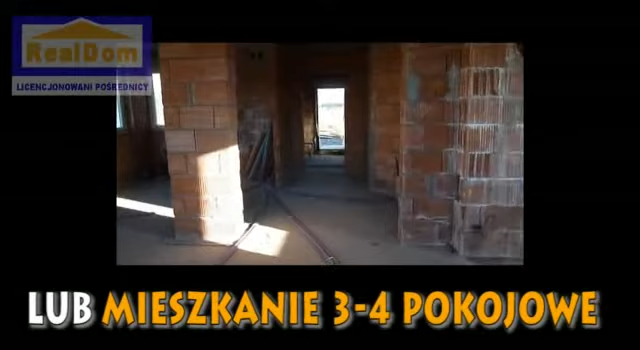 RealDom
LICENCJONOWANI POŚREDNICY
LUB MIESZKANIE 3-4 POKOJOWE